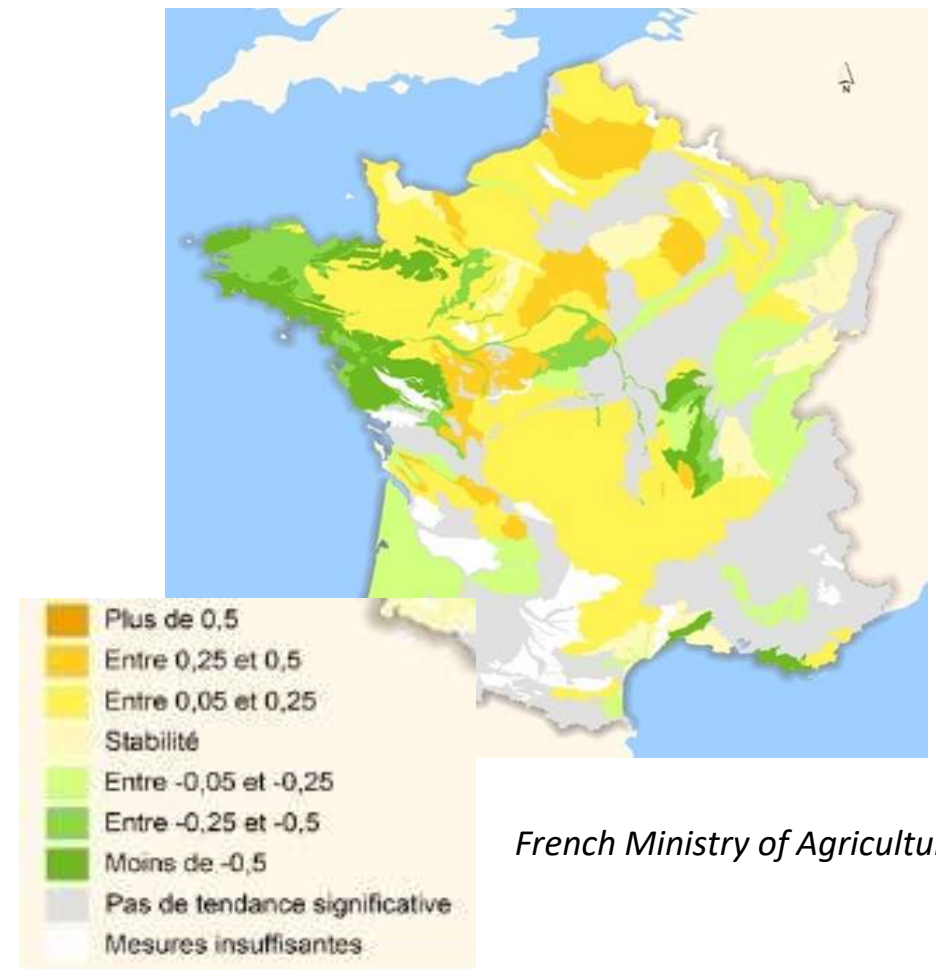 N
Plus de 0,5
Entre 0,25 et 0,5
Entre 0,05 et 0,25
Stabilité
Entre -0,05 et -0,25
Entre -0,25 et -0,5
Moins de -0,5
Pas de tendance significative
Mesures insuffisantes
French Ministry of